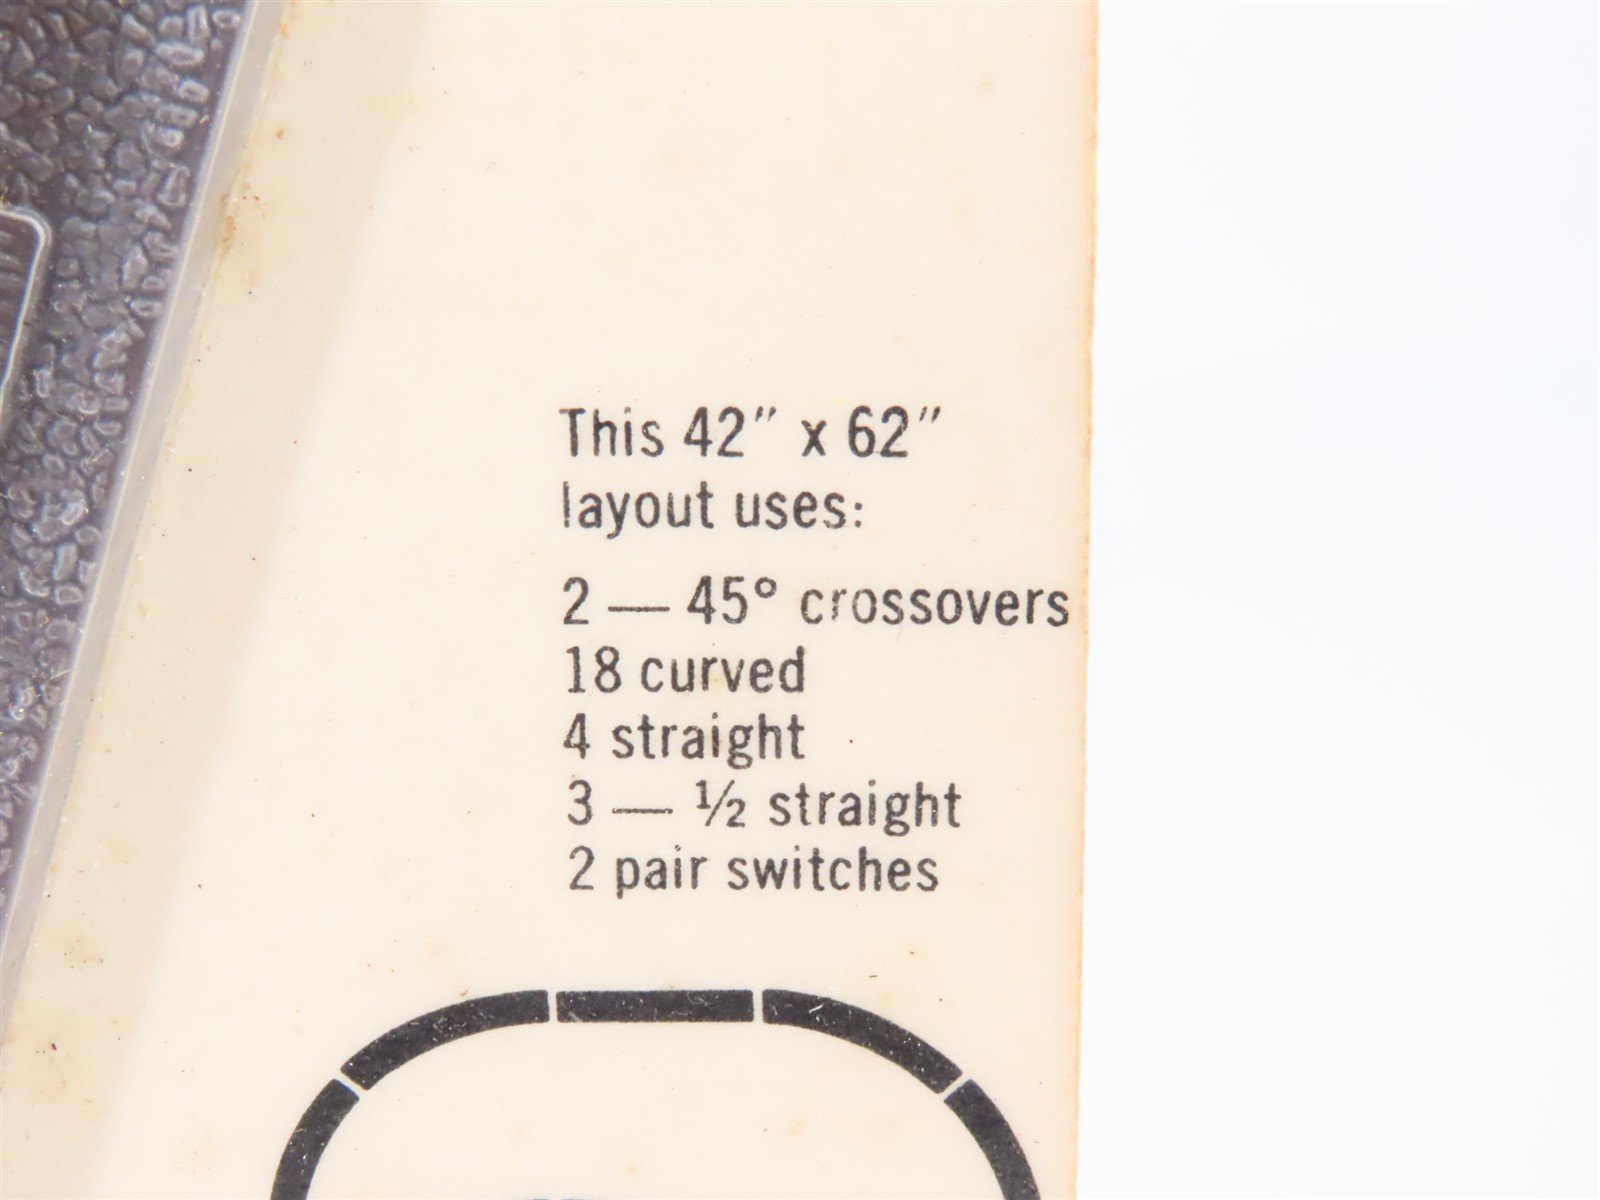 This 42" x 62"
layout uses:
2 — 45° crossovers
18 curved
4 straight
3 — ½ straight
2 pair switches